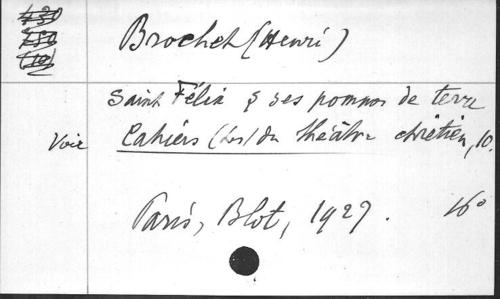 Brochet (Henri)
Saint Félix & ses pommes de terre
Voir Cahiers (Les) du théâtre chrétien, 10.
Paris, Blot, 1927. 16°